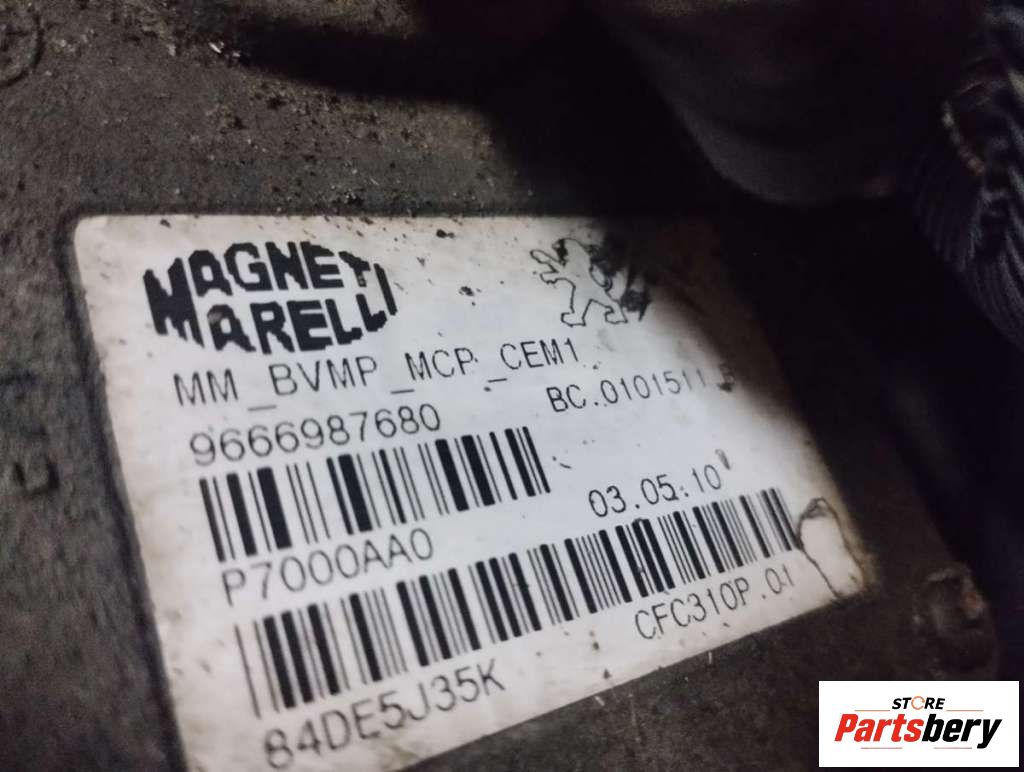 MAGNETI
MARELLI
MM_BVMP_MCP_CEM1
9666987680
BC.0101511
P7000AA0
03.05.10
84DE5J35K
CFC310P.01
STORE
Partsbery